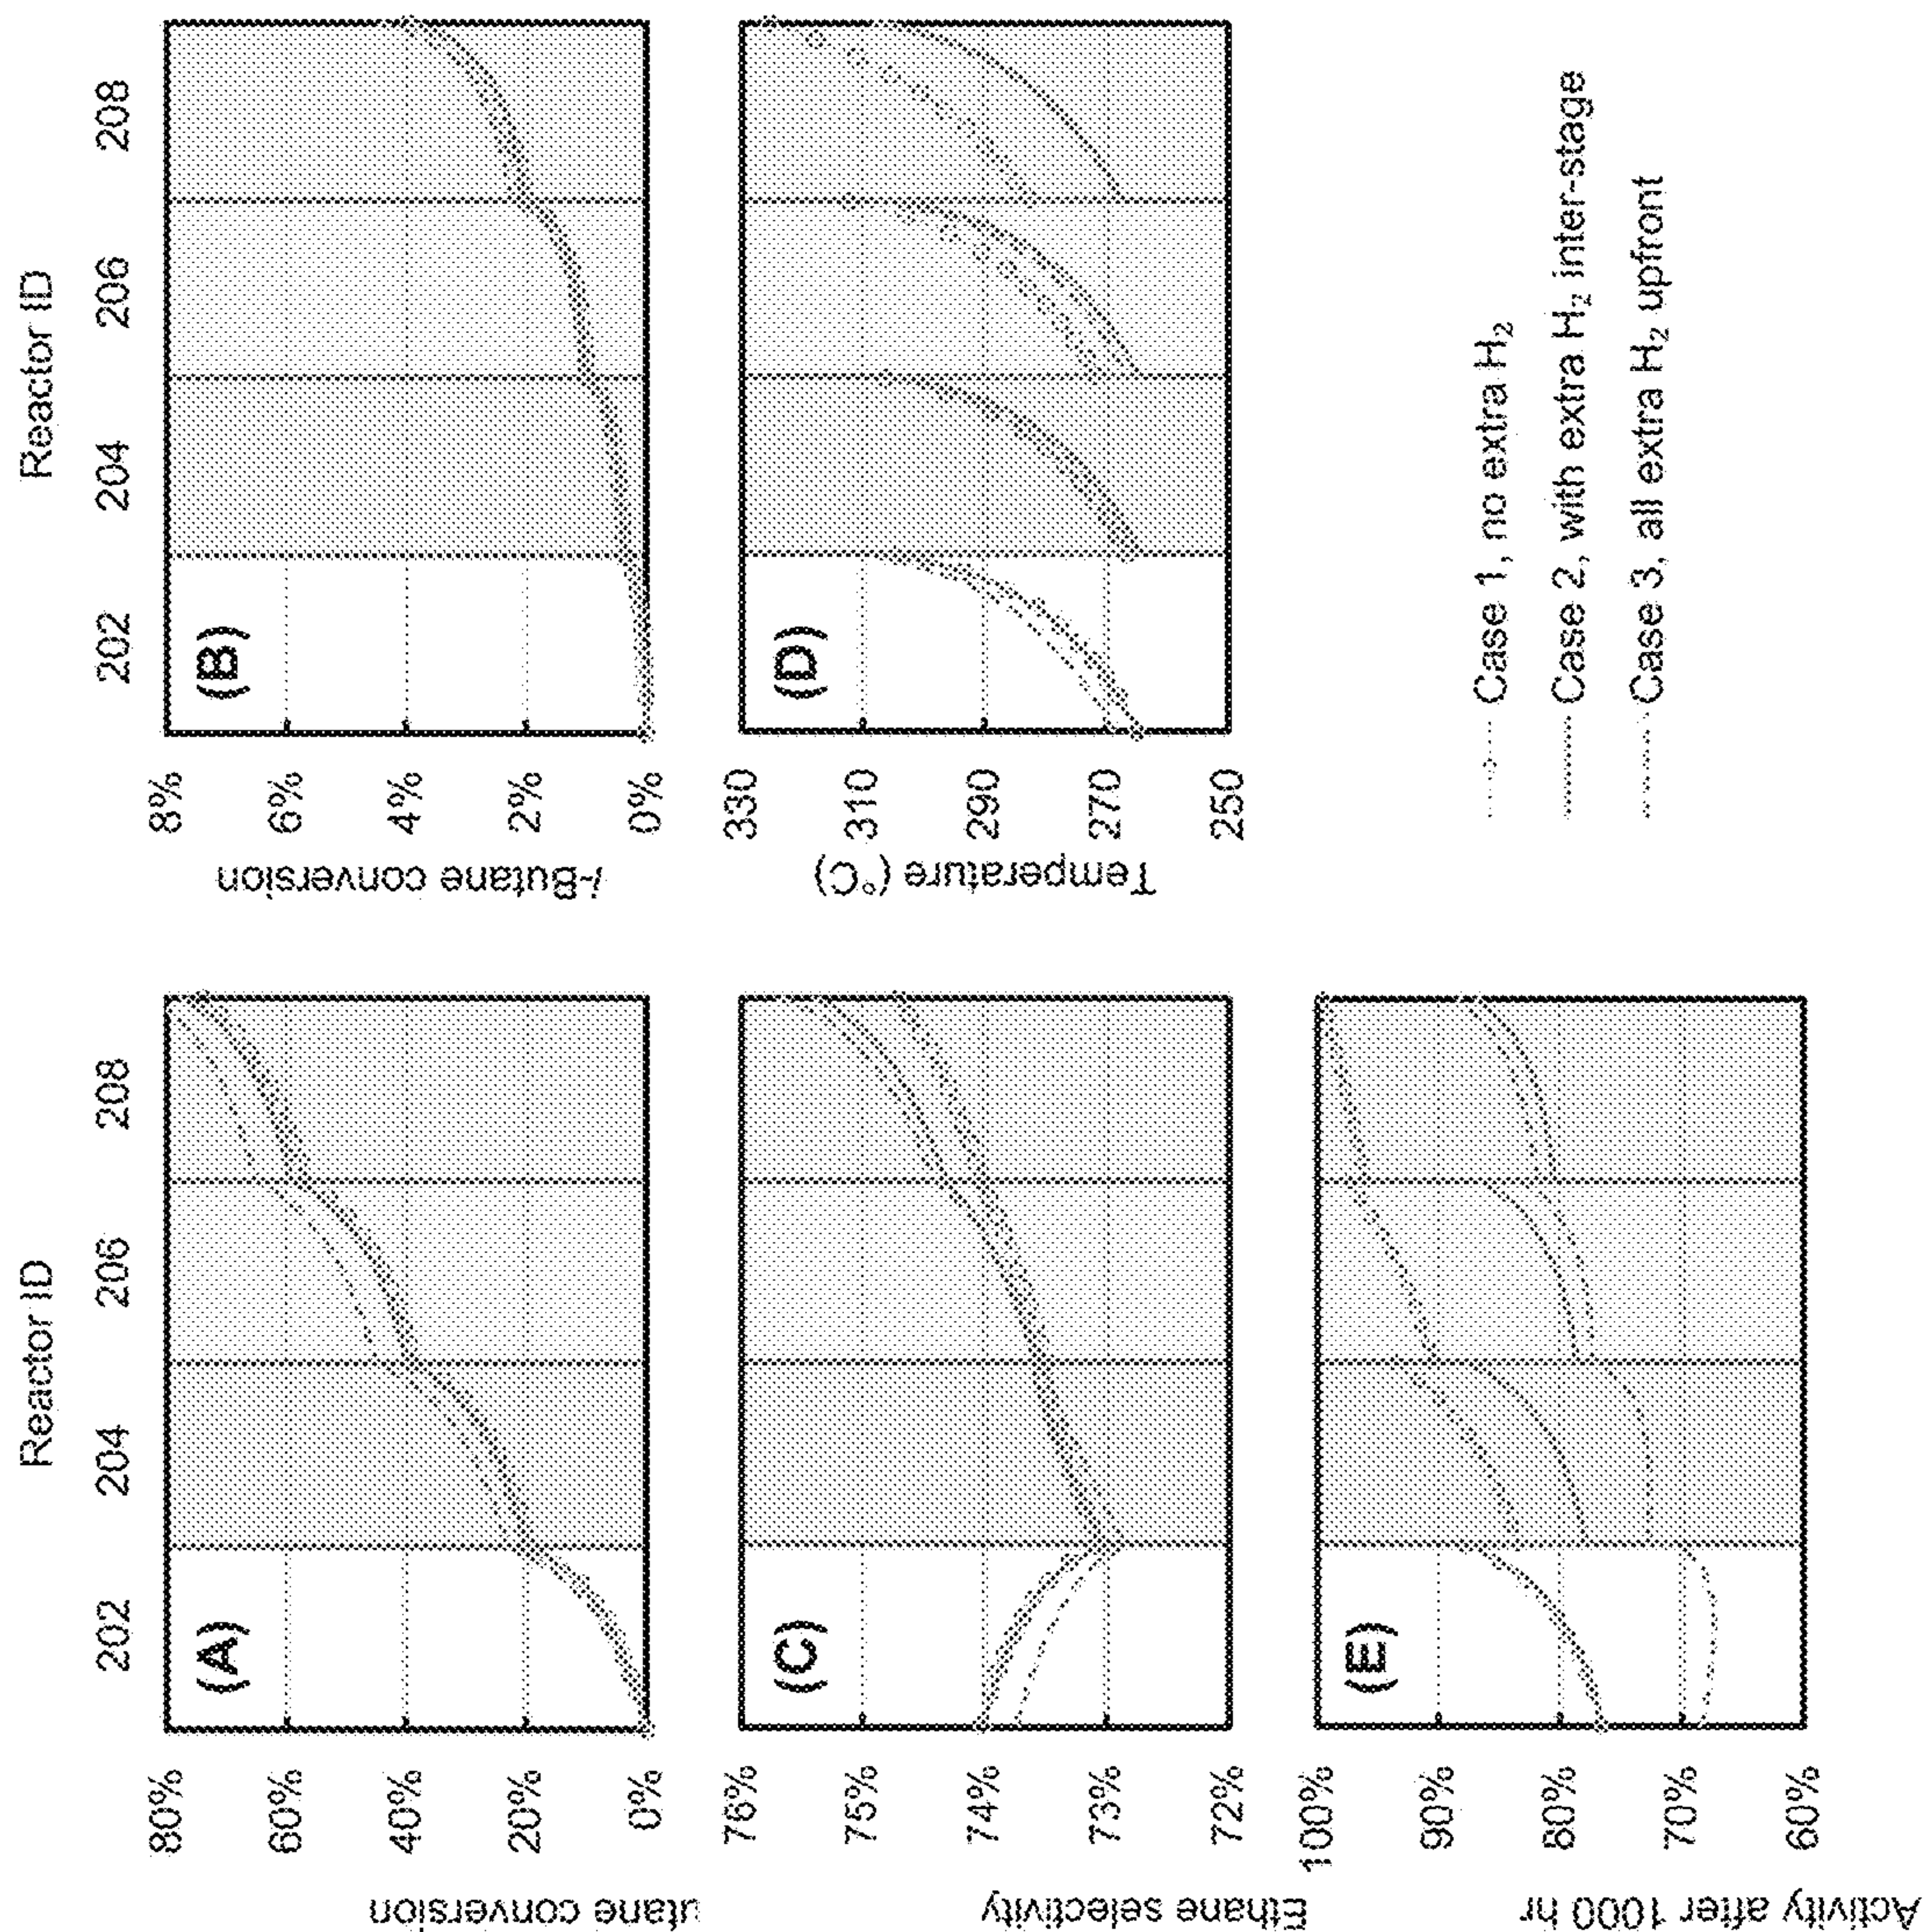 Reactor ID
202 204 206 208
(A)
80%
60%
40%
20%
0%
utane conversion
Reactor ID
202 204 206 208
(B)
8%
6%
4%
2%
0%
i-Butane conversion
(C)
76%
75%
74%
73%
72%
Ethane selectivity
(D)
330
310
290
270
250
Temperature (°C)
(E)
100%
90%
80%
70%
60%
Activity after 1000 hr
Case 1, no extra H₂
Case 2, with extra H₂ inter-stage
Case 3, all extra H₂ upfront